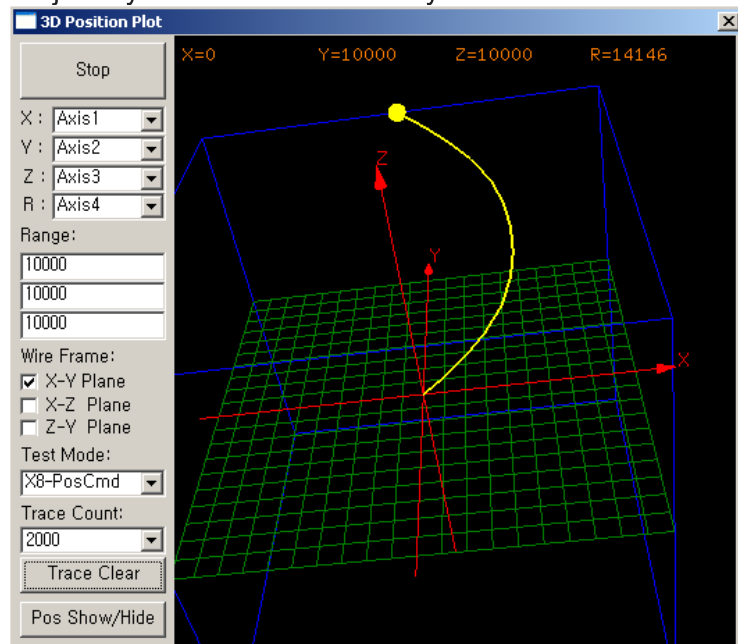 3D Position Plot
Stop
X=0 Y=10000 Z=10000 R=14146
X : Axis1
Y : Axis2
Z : Axis3
R : Axis4
Range:
10000
10000
10000
Wire Frame:
X-Y Plane
X-Z Plane
Z-Y Plane
Test Mode:
X8-PosCmd
Trace Count:
2000
Trace Clear
Pos Show/Hide
Z
Y
X